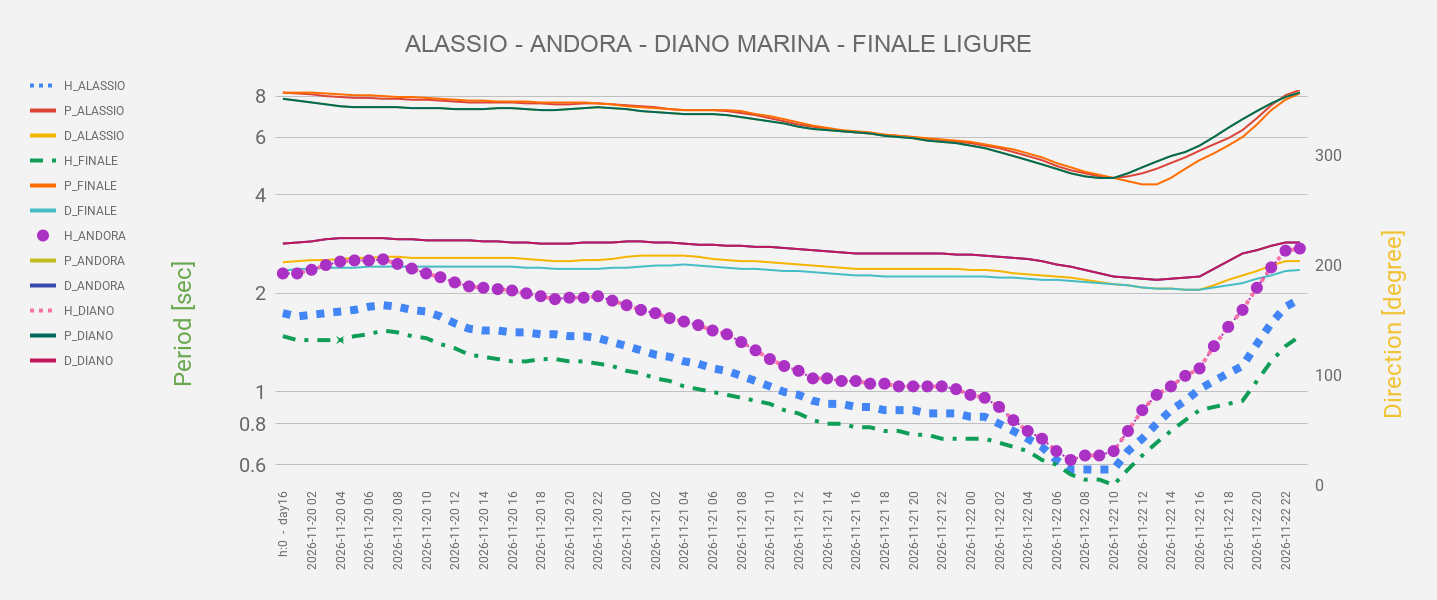 ALASSIO - ANDORA - DIANO MARINA - FINALE LIGURE
H_ALASSIO
P_ALASSIO
D_ALASSIO
H_FINALE
P_FINALE
D_FINALE
H_ANDORA
P_ANDORA
D_ANDORA
H_DIANO
P_DIANO
D_DIANO
Period [sec]
8
6
4
2
1
0.8
0.6
300
200
100
0
Direction [degree]
h:0 - day16
2026-11-20 02
2026-11-20 04
2026-11-20 06
2026-11-20 08
2026-11-20 10
2026-11-20 12
2026-11-20 14
2026-11-20 16
2026-11-20 18
2026-11-20 20
2026-11-20 22
2026-11-21 00
2026-11-21 02
2026-11-21 04
2026-11-21 06
2026-11-21 08
2026-11-21 10
2026-11-21 12
2026-11-21 14
2026-11-21 16
2026-11-21 18
2026-11-21 20
2026-11-21 22
2026-11-22 00
2026-11-22 02
2026-11-22 04
2026-11-22 06
2026-11-22 08
2026-11-22 10
2026-11-22 12
2026-11-22 14
2026-11-22 16
2026-11-22 18
2026-11-22 20
2026-11-22 22